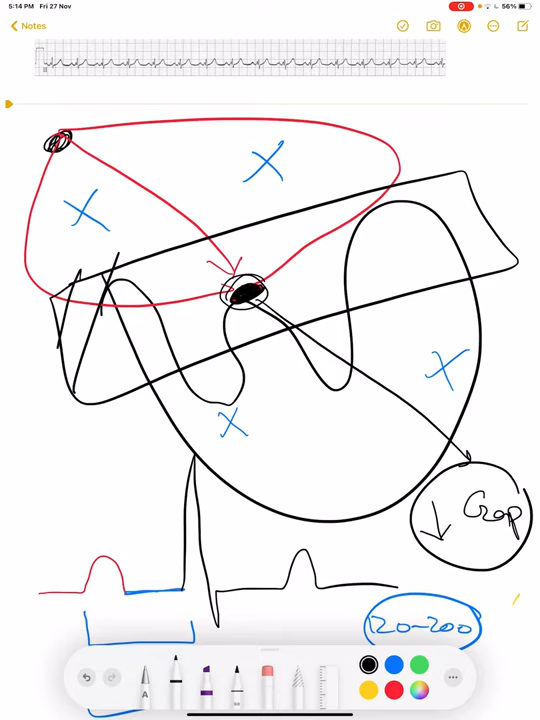 5:14 PM Fri 27 Nov
56%
Notes
X
X
X
X
↓ Gap
120-200
A